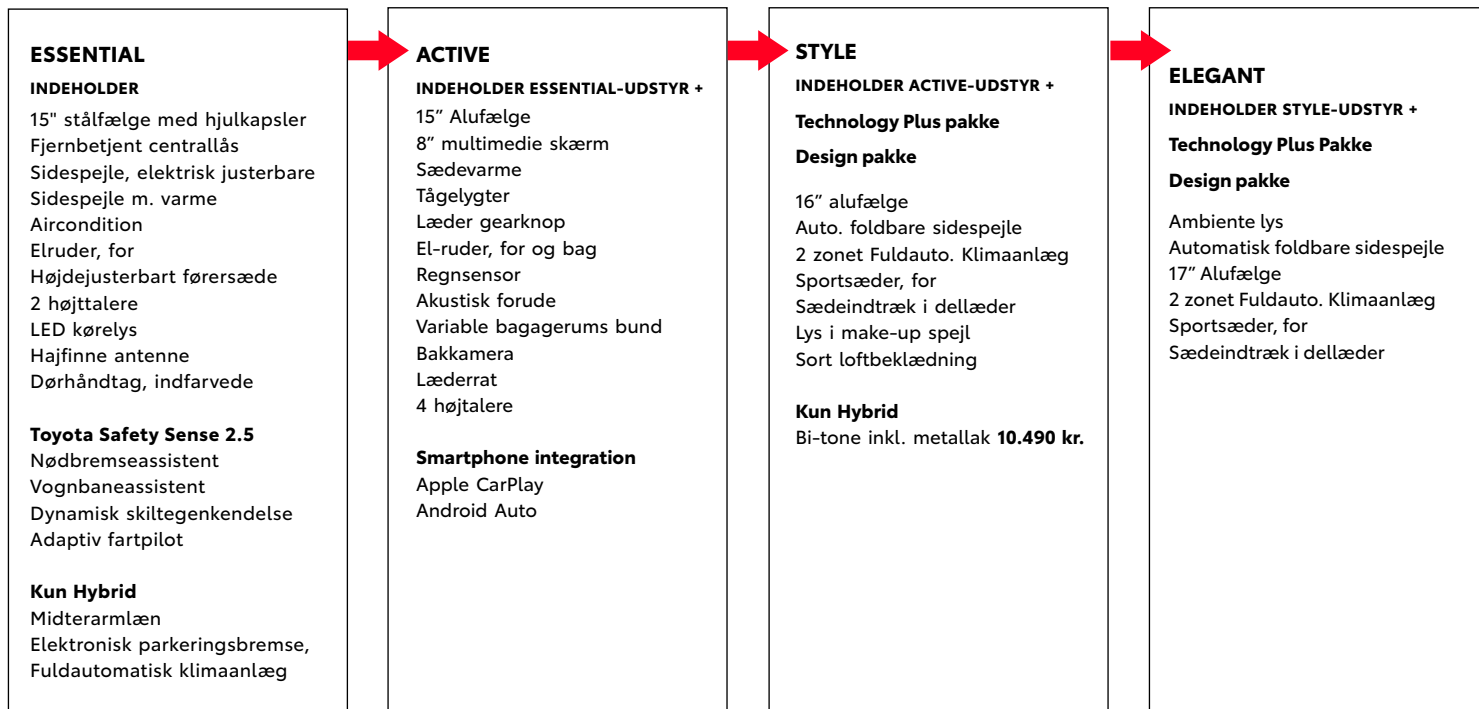 ESSENTIAL
INDEHOLDER
15" stålfælge med hjulkapsler
Fjernbetjent centrallås
Sidespejle, elektrisk justerbare
Sidespejle m. varme
Aircondition
Elruder, for
Højdejusterbart førersæde
2 højttalere
LED kørelys
Hajfinne antenne
Dørhåndtag, indfarvede
Toyota Safety Sense 2.5
Nødbremseassistent
Vognbaneassistent
Dynamisk skiltegenkendelse
Adaptiv fartpilot
Kun Hybrid
Midterarmlæn
Elektronisk parkeringsbremse,
Fuldautomatisk klimaanlæg
ACTIVE
INDEHOLDER ESSENTIAL-UDSTYR +
15” Alufælge
8” multimedie skærm
Sædevarme
Tågelygter
Læder gearknop
El-ruder, for og bag
Regnsensor
Akustisk forude
Variable bagagerums bund
Bakkamera
Læderrat
4 højtalere
Smartphone integration
Apple CarPlay
Android Auto
STYLE
INDEHOLDER ACTIVE-UDSTYR +
Technology Plus pakke
Design pakke
16” alufælge
Auto. foldbare sidespejle
2 zonet Fuldauto. Klimaanlæg
Sportsæder, for
Sædeindtræk i dellæder
Lys i make-up spejl
Sort loftbeklædning
Kun Hybrid
Bi-tone inkl. metallak 10.490 kr.
ELEGANT
INDEHOLDER STYLE-UDSTYR +
Technology Plus Pakke
Design pakke
Ambiente lys
Automatisk foldbare sidespejle
17” Alufælge
2 zonet Fuldauto. Klimaanlæg
Sportsæder, for
Sædeindtræk i dellæder